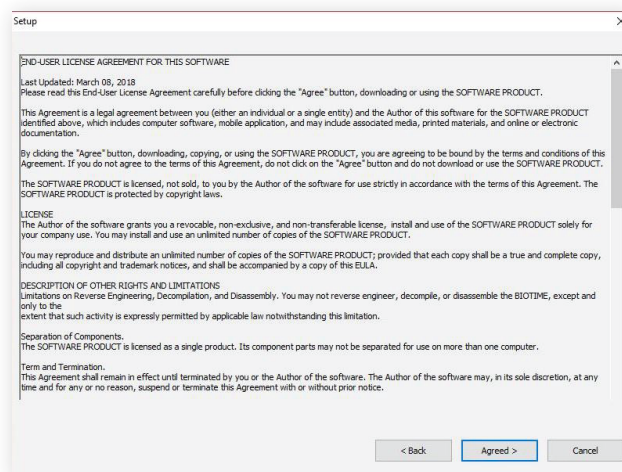 Setup
END-USER LICENSE AGREEMENT FOR THIS SOFTWARE
Last Updated: March 08, 2018
Please read this End-User License Agreement carefully before clicking the "Agree" button, downloading or using the SOFTWARE PRODUCT.
This Agreement is a legal agreement between you (either an individual or a single entity) and the Author of this software for the SOFTWARE PRODUCT
identified above, which includes computer software, mobile application, and may include associated media, printed materials, and online or electronic
documentation.
By clicking the "Agree" button, downloading, copying, or using the SOFTWARE PRODUCT, you are agreeing to be bound by the terms and conditions of this
Agreement. If you do not agree to the terms of this Agreement, do not click on the "Agree" button and do not download or use the SOFTWARE PRODUCT.
The SOFTWARE PRODUCT is licensed, not sold, to you by the Author of the software for use strictly in accordance with the terms of this Agreement. The
SOFTWARE PRODUCT is protected by copyright laws.
LICENSE
The Author of the software grants you a revocable, non-exclusive, and non-transferable license, install and use of the SOFTWARE PRODUCT solely for
your company use. You may install and use an unlimited number of copies of the SOFTWARE PRODUCT.
You may reproduce and distribute an unlimited number of copies of the SOFTWARE PRODUCT; provided that each copy shall be a true and complete copy,
including all copyright and trademark notices, and shall be accompanied by a copy of this EULA.
DESCRIPTION OF OTHER RIGHTS AND LIMITATIONS
Limitations on Reverse Engineering, Decompilation, and Disassembly. You may not reverse engineer, decompile, or disassemble the BIOTIME, except and
only to the
extent that such activity is expressly permitted by applicable law notwithstanding this limitation.
Separation of Components.
The SOFTWARE PRODUCT is licensed as a single product. Its component parts may not be separated for use on more than one computer.
Term and Termination.
This Agreement shall remain in effect until terminated by you or the Author of the software. The Author of the software may, in its sole discretion, at any
time and for any or no reason, suspend or terminate this Agreement with or without prior notice.
< Back
Agreed >
Cancel